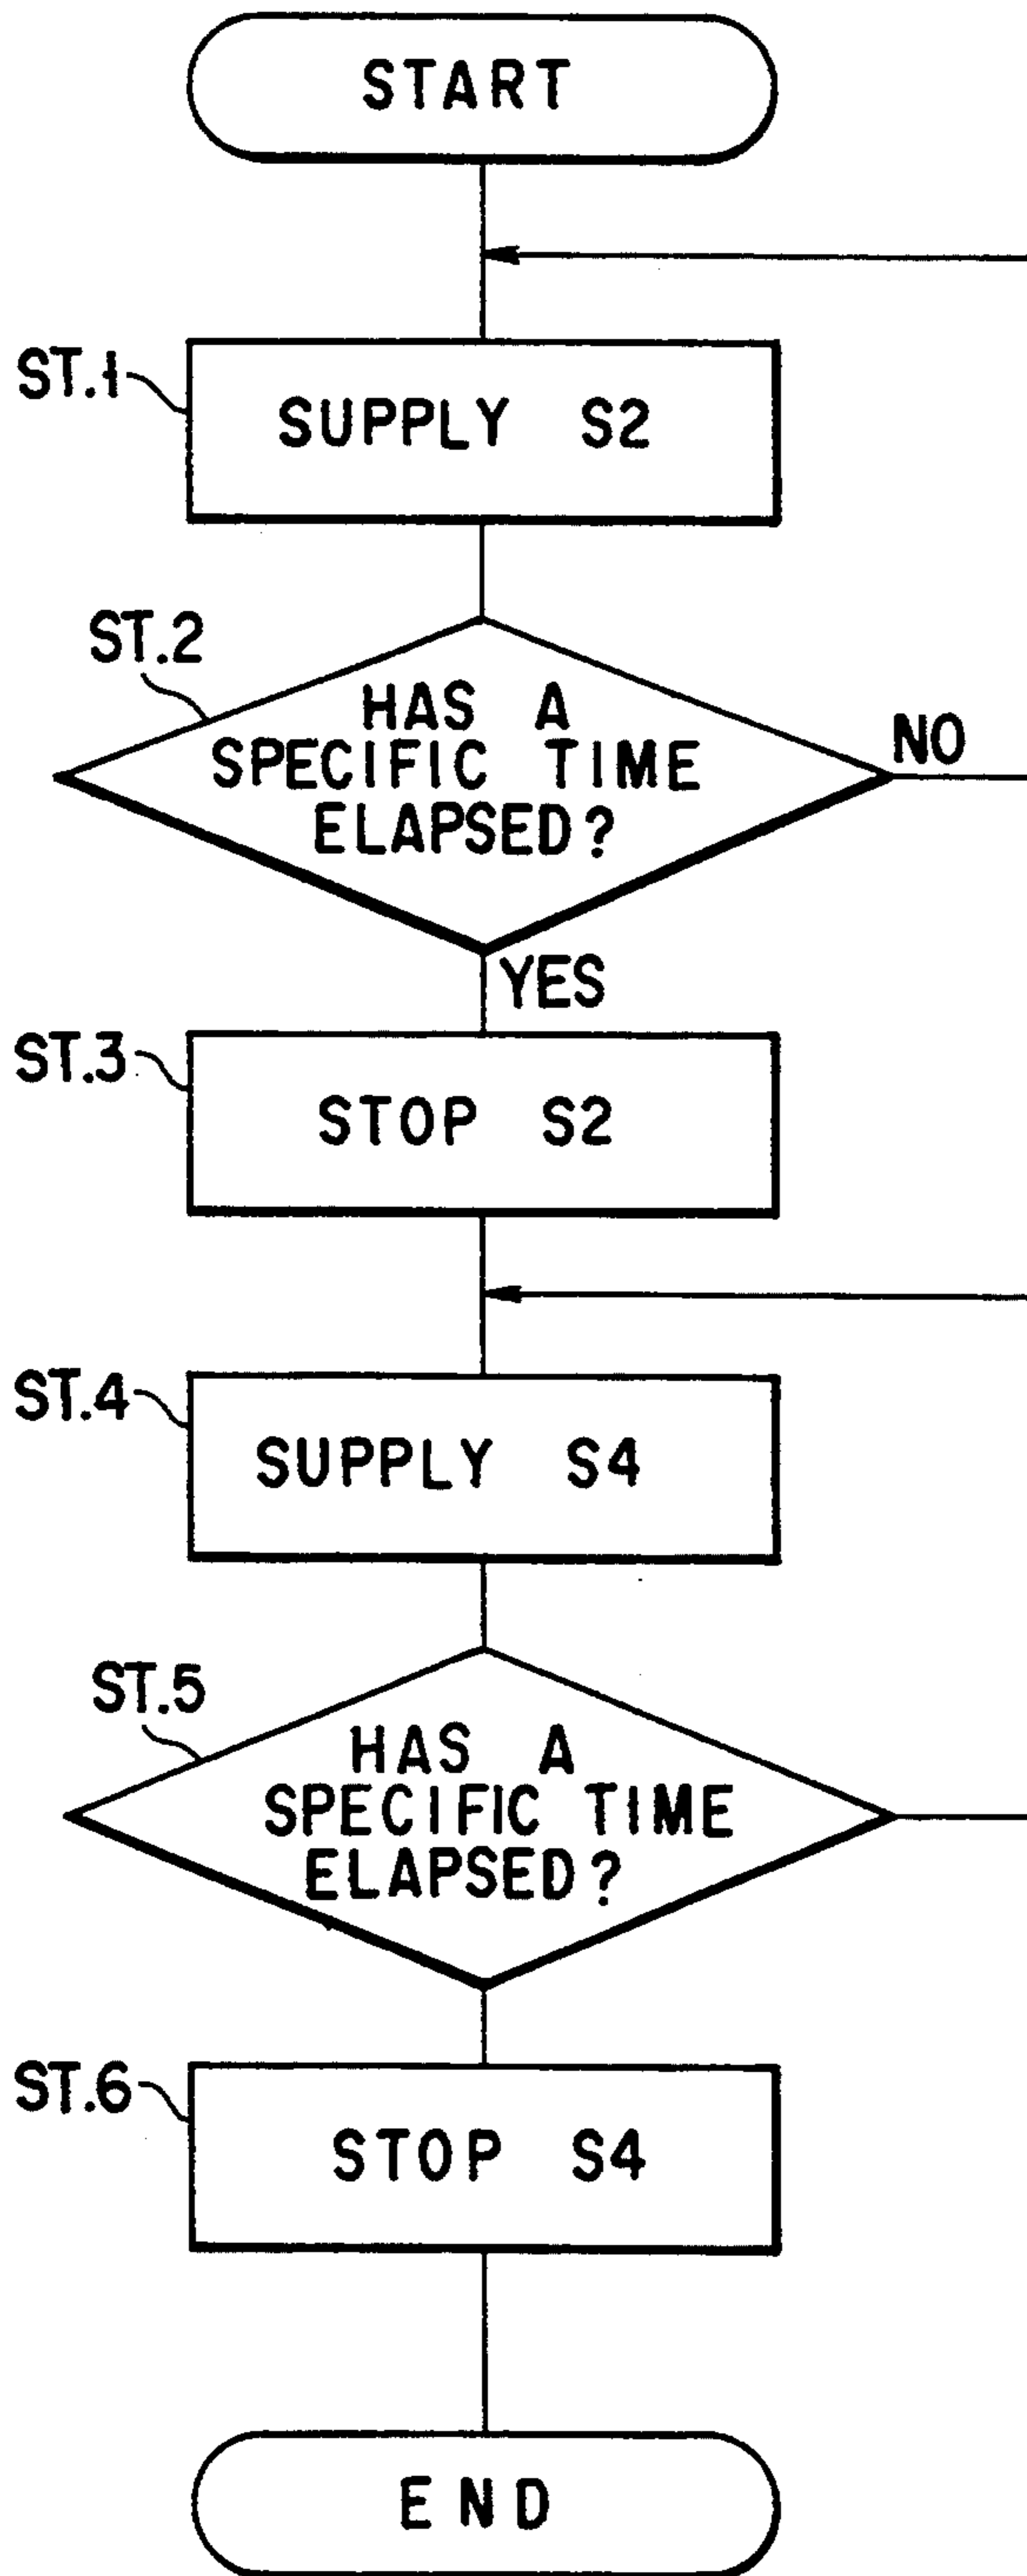 START
ST.1
SUPPLY S2
ST.2
HAS A
SPECIFIC TIME
ELAPSED?
NO
YES
ST.3
STOP S2
ST.4
SUPPLY S4
ST.5
HAS A
SPECIFIC TIME
ELAPSED?
ST.6
STOP S4
END